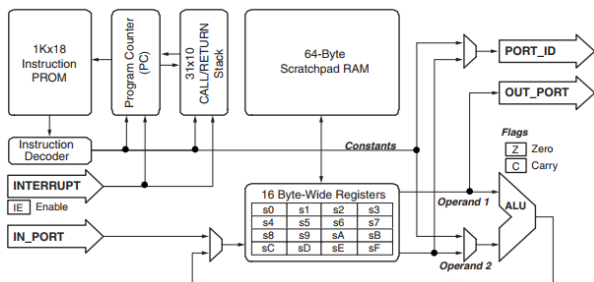 1Kx18
Instruction
PROM
Program Counter
(PC)
31x10
CALL/RETURN
Stack
64-Byte
Scratchpad RAM
PORT_ID
OUT_PORT
Instruction
Decoder
Constants
Flags
Z Zero
C Carry
INTERRUPT
IE Enable
16 Byte-Wide Registers
s0 s1 s2 s3
s4 s5 s6 s7
s8 s9 sA sB
sC sD sE sF
Operand 1
ALU
IN_PORT
Operand 2